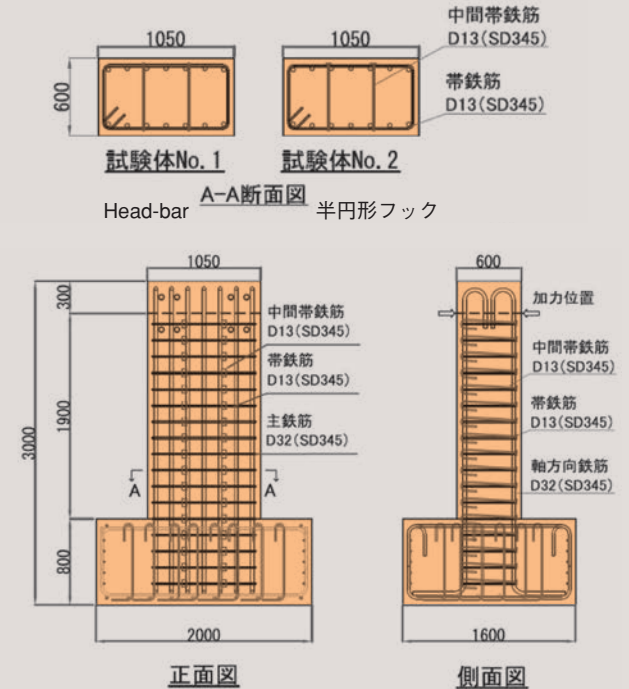 1050
1050
中間帯鉄筋
D13(SD345)
帯鉄筋
D13(SD345)
600
試験体No.1
試験体No.2
A-A断面図
Head-bar
半円形フック
1050
600
300
加力位置
中間帯鉄筋
D13(SD345)
帯鉄筋
D13(SD345)
主鉄筋
D32(SD345)
中間帯鉄筋
D13(SD345)
帯鉄筋
D13(SD345)
軸方向鉄筋
D32(SD345)
1900
3000
A
A
800
2000
1600
正面図
側面図